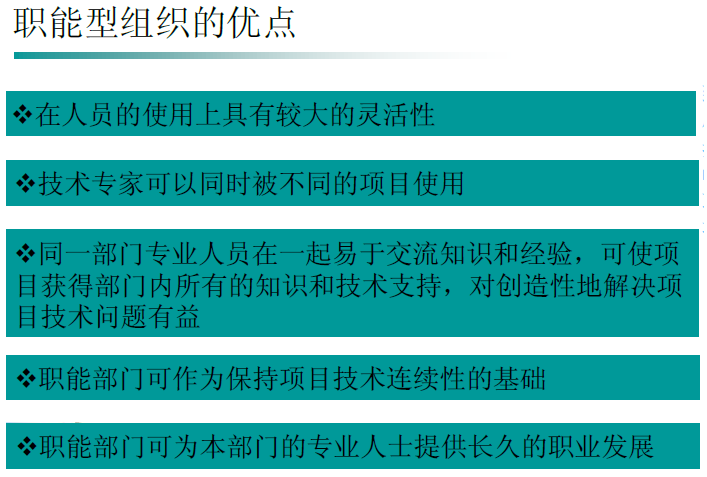 职能型组织的优点
❖在人员的使用上具有较大的灵活性
❖技术专家可以同时被不同的项目使用
❖同一部门专业人员在一起易于交流知识和经验，可使项
目获得部门内所有的知识和技术支持，对创造性地解决项
目技术问题有益
❖职能部门可作为保持项目技术连续性的基础
❖职能部门可为本部门的专业人士提供长久的职业发展